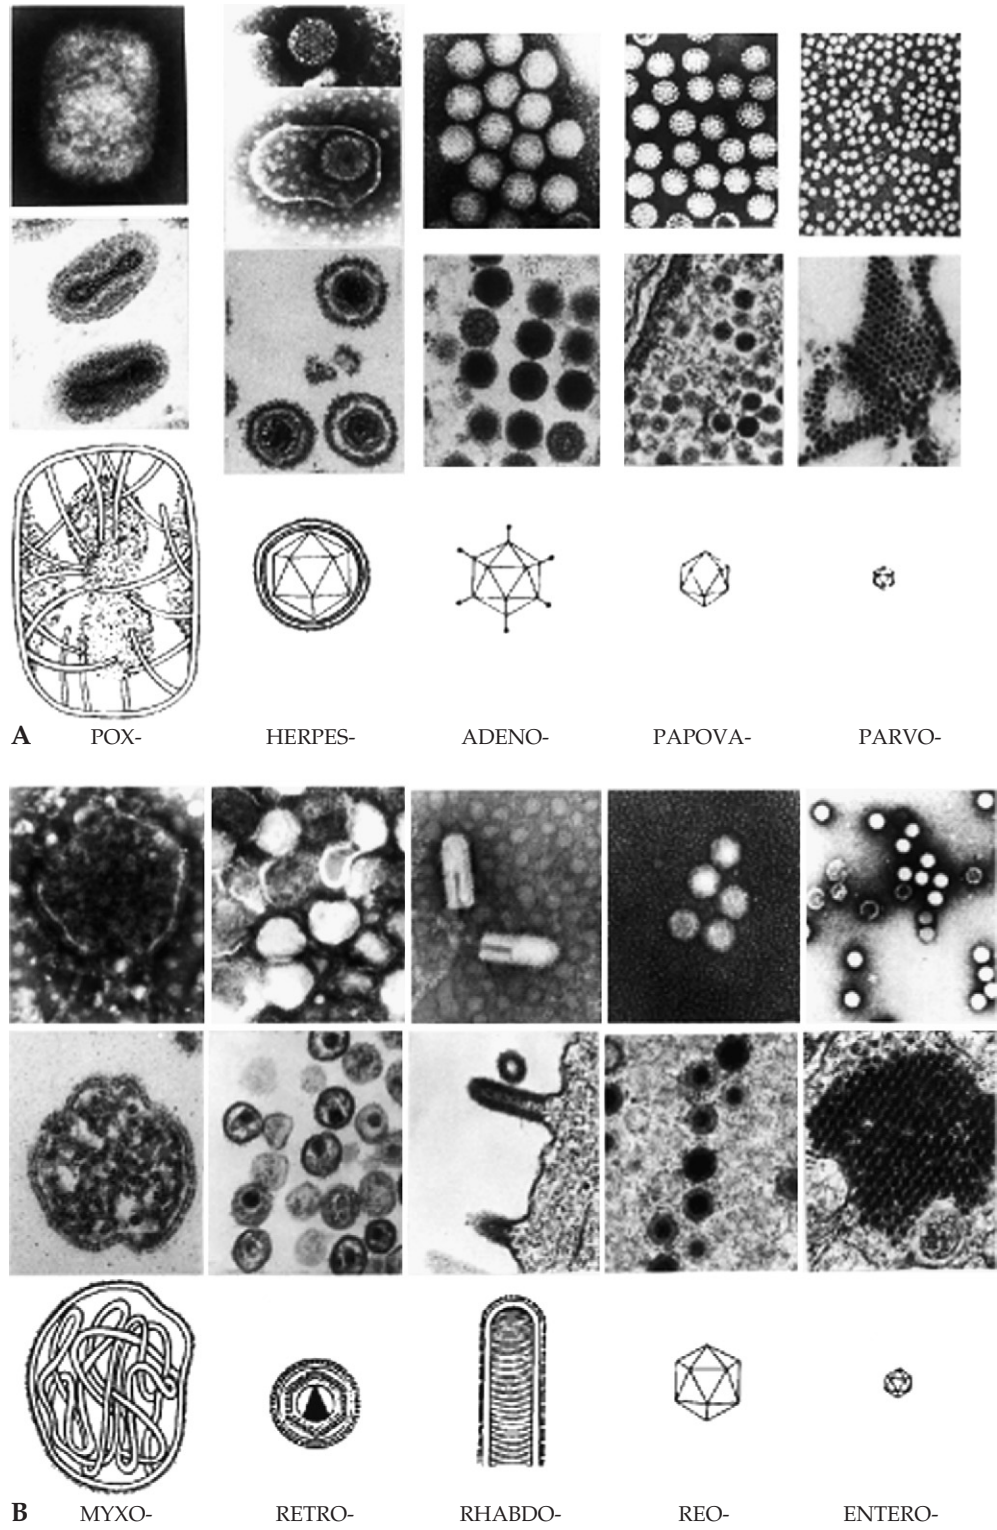 A POX- HERPES- ADENO- PAPOVA- PARVO-
B MYXO- RETRO- RHABDO- REO- ENTERO-